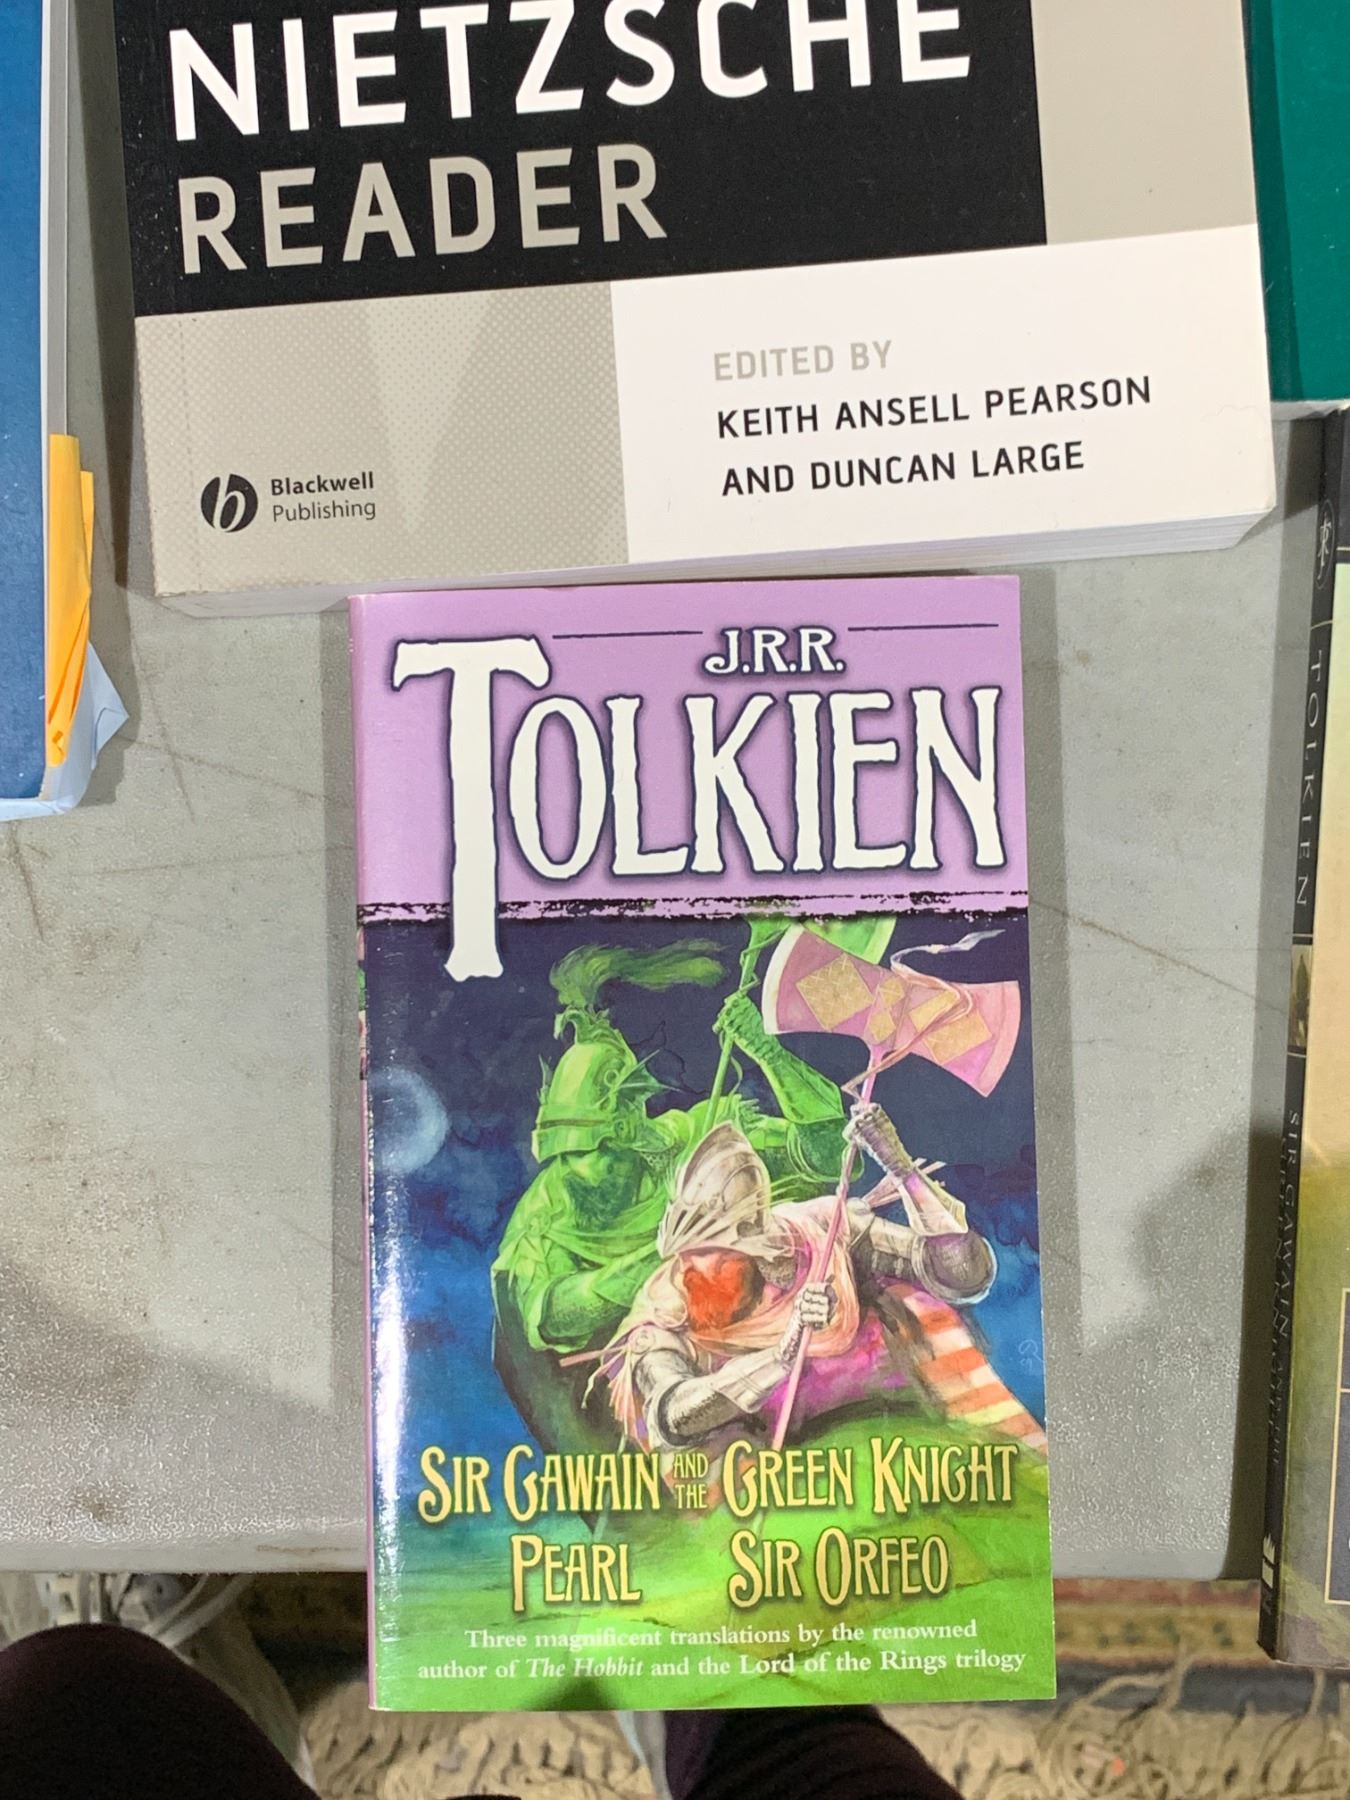 NIETZSCHE
READER
EDITED BY
KEITH ANSELL PEARSON
AND DUNCAN LARGE
Blackwell
Publishing
J.R.R.
TOLKIEN
SIR GAWAIN AND THE GREEN KNIGHT
PEARL SIR ORFEO
Three magnificent translations by the renowned
author of The Hobbit and the Lord of the Rings trilogy
TOLKIEN
SIR GAWAIN